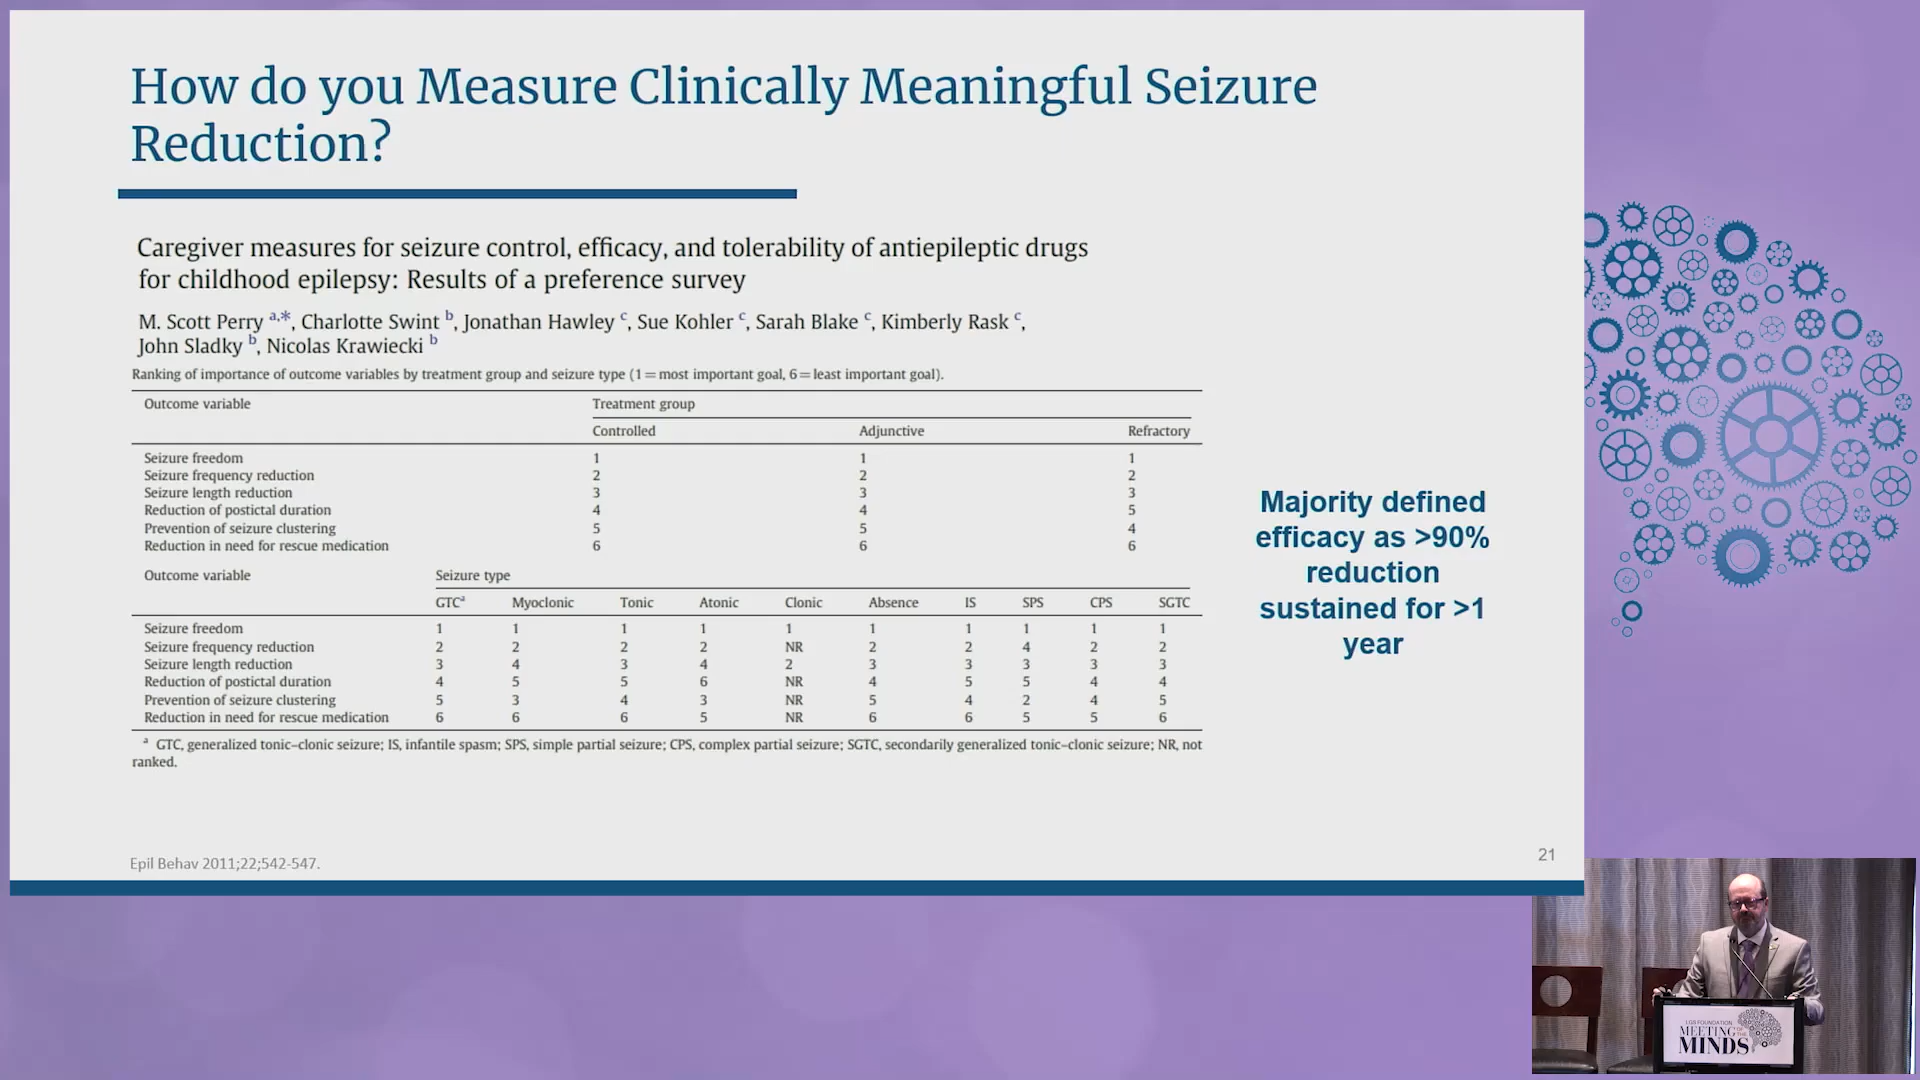 How do you Measure Clinically Meaningful Seizure
Reduction?
Caregiver measures for seizure control, efficacy, and tolerability of antiepileptic drugs
for childhood epilepsy: Results of a preference survey
M. Scott Perry a,*, Charlotte Swint b, Jonathan Hawley c, Sue Kohler c, Sarah Blake c, Kimberly Rask c,
John Sladky b, Nicolas Krawiecki b
Ranking of importance of outcome variables by treatment group and seizure type (1 = most important goal, 6 = least important goal).
Outcome variable Treatment group
Controlled Adjunctive Refractory
Seizure freedom 1 1 1
Seizure frequency reduction 2 2 2
Seizure length reduction 3 3 3
Reduction of postictal duration 4 4 5
Prevention of seizure clustering 5 5 4
Reduction in need for rescue medication 6 6 6
Outcome variable Seizure type
GTCa Myoclonic Tonic Atonic Clonic Absence IS SPS CPS SGTC
Seizure freedom 1 1 1 1 1 1 1 1 1 1
Seizure frequency reduction 2 2 2 2 NR 2 2 4 2 2
Seizure length reduction 3 4 3 4 2 3 3 3 3 3
Reduction of postictal duration 4 5 5 6 NR 4 5 5 4 4
Prevention of seizure clustering 5 3 4 3 NR 5 4 2 4 5
Reduction in need for rescue medication 6 6 6 5 NR 6 6 5 5 6
a GTC, generalized tonic–clonic seizure; IS, infantile spasm; SPS, simple partial seizure; CPS, complex partial seizure; SGTC, secondarily generalized tonic–clonic seizure; NR, not
ranked.
Majority defined
efficacy as >90%
reduction
sustained for >1
year
Epil Behav 2011;22;542-547.
21
LGS FOUNDATION
MEETING OF THE
MINDS